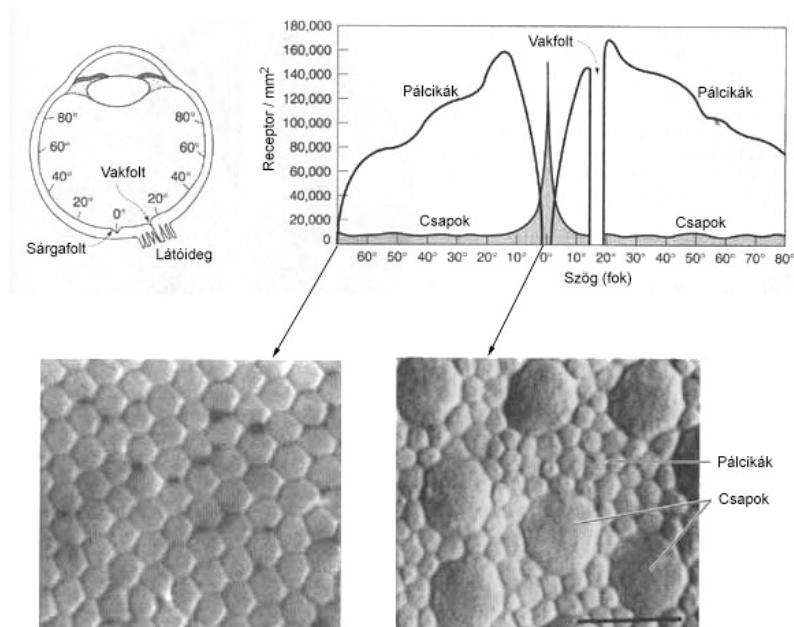 80°
60°
40°
20°
0°
20°
40°
60°
80°
Vakfolt
Sárgafolt
Látóideg
Receptor / mm²
180,000
160,000
140,000
120,000
100,000
80,000
60,000
40,000
20,000
0
Vakfolt
Pálcikák
Pálcikák
Csapok
Csapok
60° 50° 40° 30° 20° 10° 0° 10° 20° 30° 40° 50° 60° 70° 80°
Szög (fok)
Pálcikák
Csapok